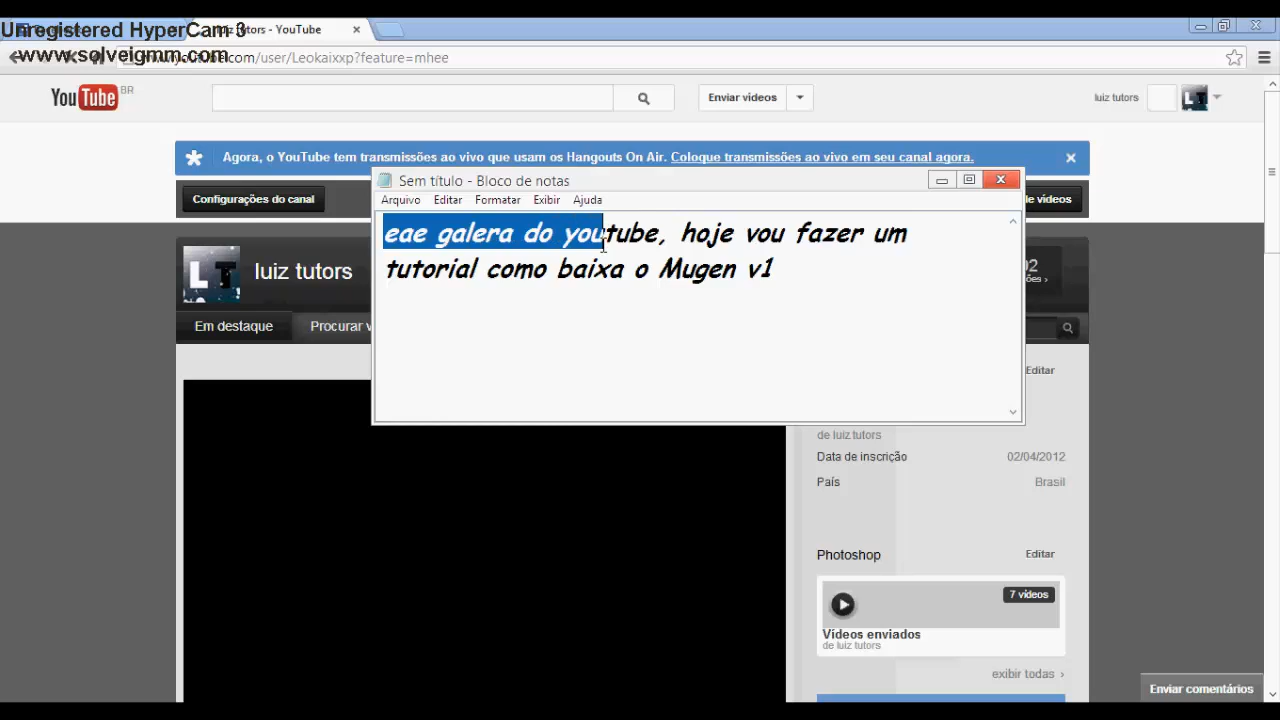 Unregistered HyperCam 3
www.solveigmm.com
luiz tutors - YouTube
youtube.com/user/Leokaixxp?feature=mhee
YouTube BR
Enviar vídeos
luiz tutors
Agora, o YouTube tem transmissões ao vivo que usam os Hangouts On Air. Coloque transmissões ao vivo em seu canal agora.
Sem título - Bloco de notas
Configurações do canal
Arquivo Editar Formatar Exibir Ajuda
de vídeos
eae galera do youtube, hoje vou fazer um
tutorial como baixa o Mugen v1
LT
luiz tutors
Em destaque
Procurar v
Editar
de luiz tutors
Data de inscrição 02/04/2012
País Brasil
Photoshop Editar
7 vídeos
Vídeos enviados
de luiz tutors
exibir todas ›
Enviar comentários